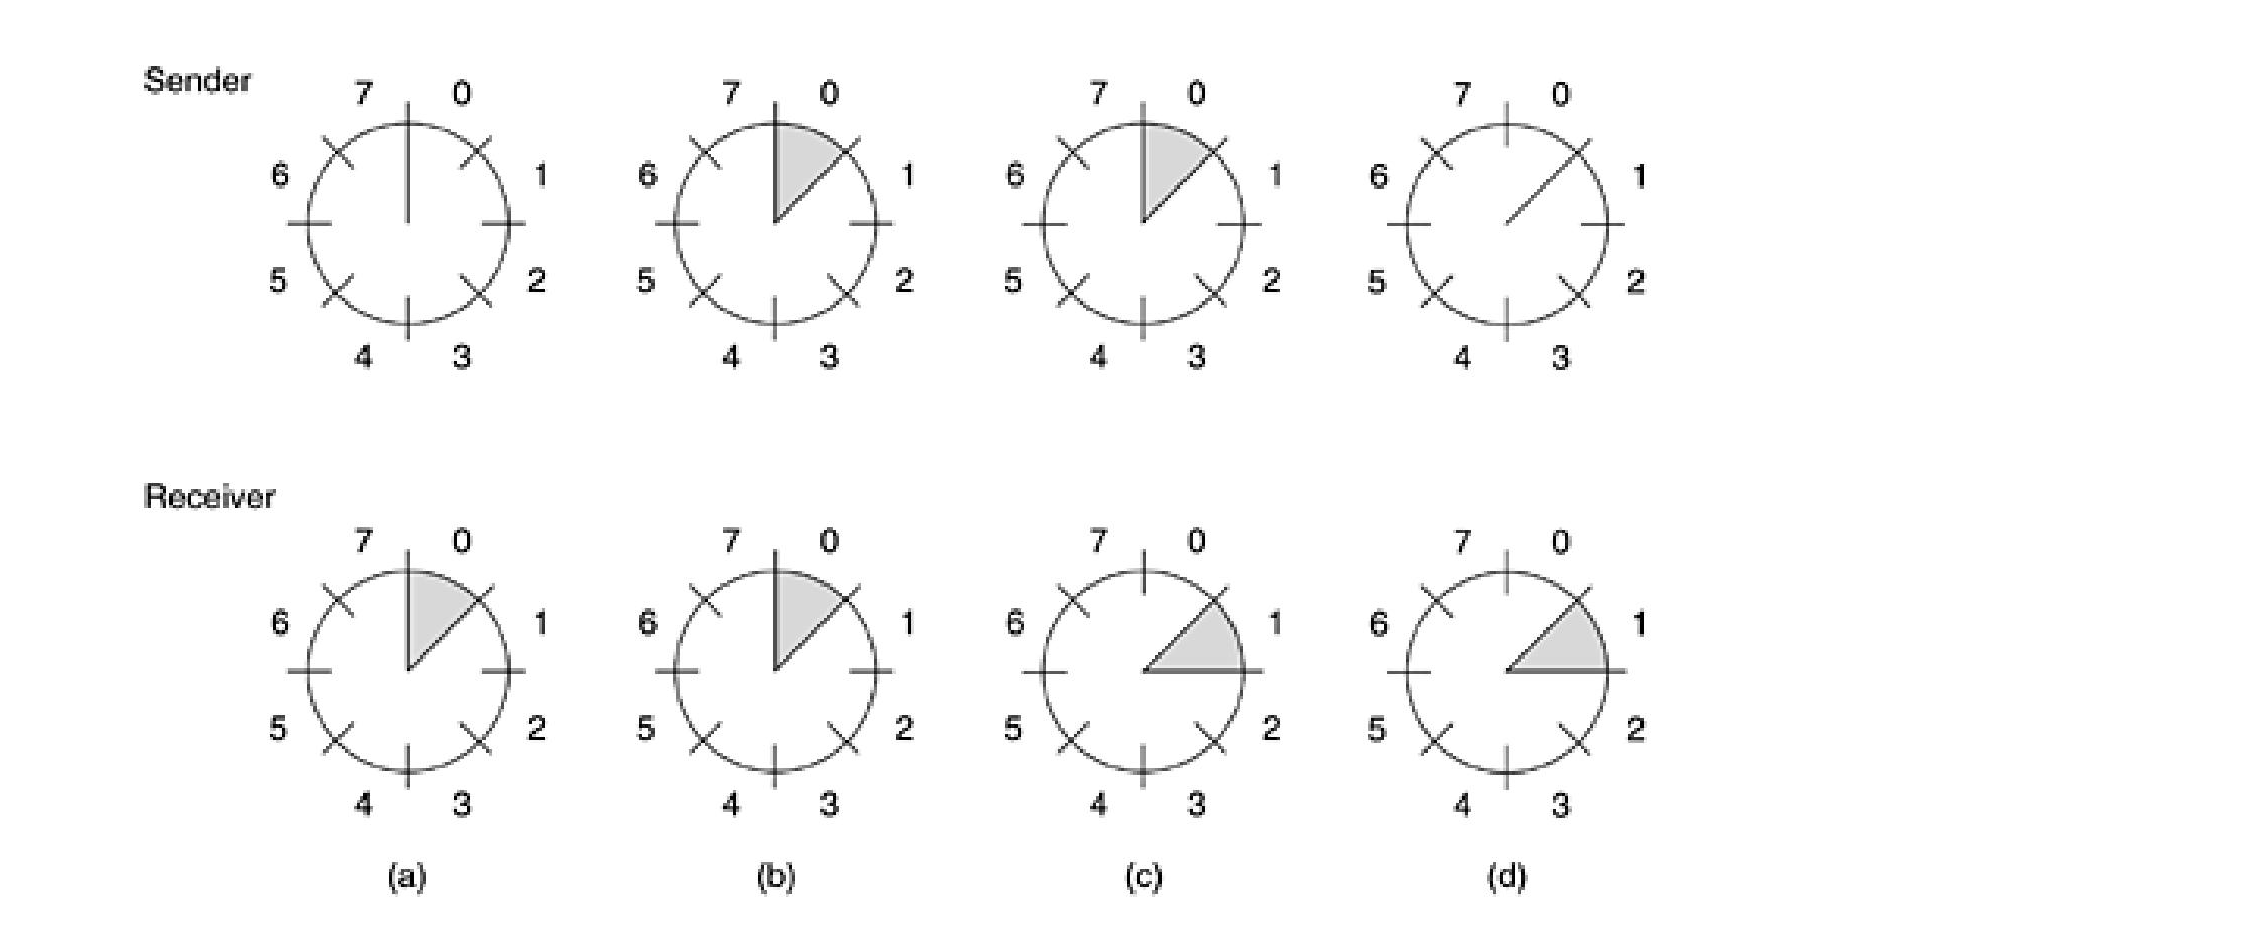 Sender
7 0 7 0 7 0 7 0
6 1 6 1 6 1 6 1
5 2 5 2 5 2 5 2
4 3 4 3 4 3 4 3
Receiver
7 0 7 0 7 0 7 0
6 1 6 1 6 1 6 1
5 2 5 2 5 2 5 2
4 3 4 3 4 3 4 3
(a) (b) (c) (d)